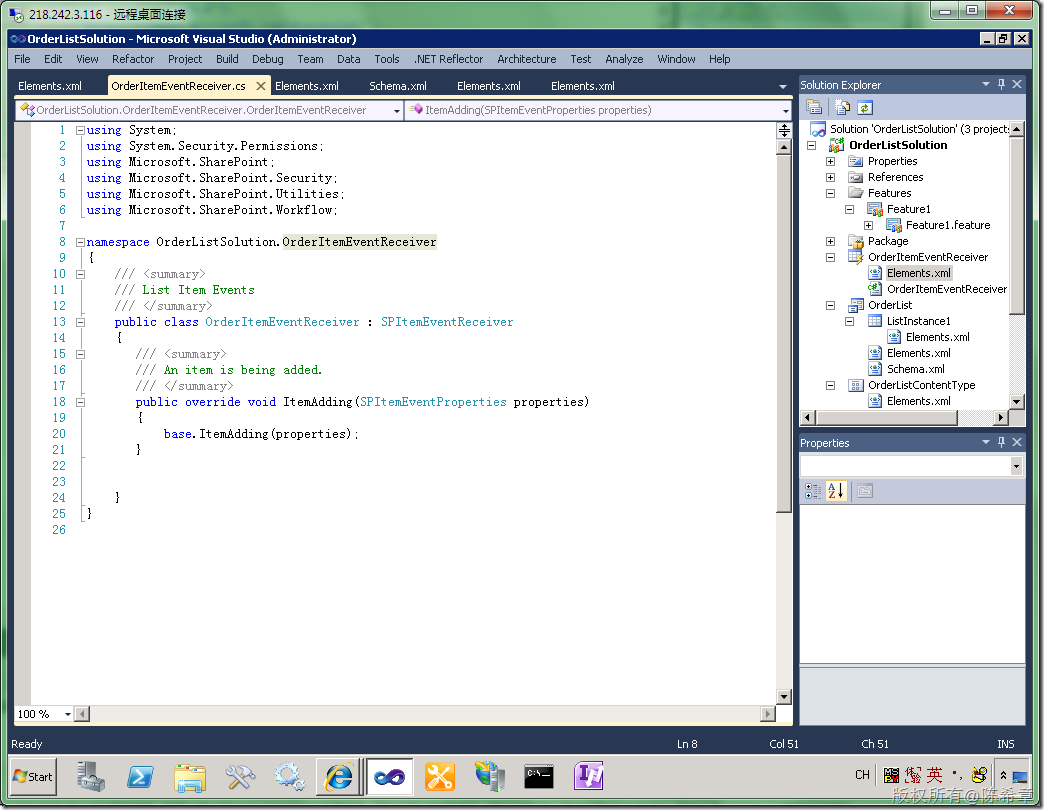 218.242.3.116 - 远程桌面连接
OrderListSolution - Microsoft Visual Studio (Administrator)
File Edit View Refactor Project Build Debug Team Data Tools .NET Reflector Architecture Test Analyze Window Help
Elements.xml OrderItemEventReceiver.cs Elements.xml Schema.xml Elements.xml Elements.xml
OrderListSolution.OrderItemEventReceiver.OrderItemEventReceiver ItemAdding(SPItemEventProperties properties)
1 using System;
2 using System.Security.Permissions;
3 using Microsoft.SharePoint;
4 using Microsoft.SharePoint.Security;
5 using Microsoft.SharePoint.Utilities;
6 using Microsoft.SharePoint.Workflow;
7
8 namespace OrderListSolution.OrderItemEventReceiver
9 {
10 /// <summary>
11 /// List Item Events
12 /// </summary>
13 public class OrderItemEventReceiver : SPItemEventReceiver
14 {
15 /// <summary>
16 /// An item is being added.
17 /// </summary>
18 public override void ItemAdding(SPItemEventProperties properties)
19 {
20 base.ItemAdding(properties);
21 }
22
23
24 }
25 }
26
100 %
Solution Explorer
Solution 'OrderListSolution' (3 projects
OrderListSolution
Properties
References
Features
Feature1
Feature1.feature
Package
OrderItemEventReceiver
Elements.xml
OrderItemEventReceiver
OrderList
ListInstance1
Elements.xml
Elements.xml
Schema.xml
OrderListContentType
Elements.xml
Properties
Ready Ln 8 Col 51 Ch 51 INS
Start CH 英
版权所有@陈希章